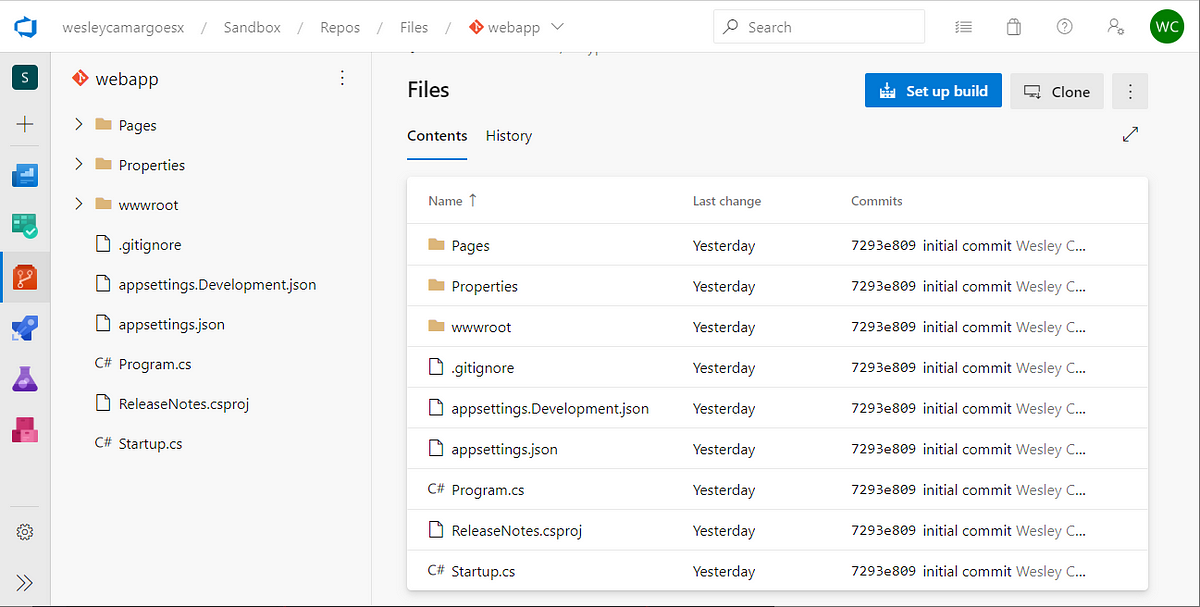 wesleycamargoesx / Sandbox / Repos / Files / webapp Search WC
S
webapp
Pages
Properties
wwwroot
.gitignore
appsettings.Development.json
appsettings.json
C# Program.cs
ReleaseNotes.csproj
C# Startup.cs
Files
Set up build
Clone
Contents History
Name ↑ Last change Commits
Pages Yesterday 7293e809 initial commit Wesley C...
Properties Yesterday 7293e809 initial commit Wesley C...
wwwroot Yesterday 7293e809 initial commit Wesley C...
.gitignore Yesterday 7293e809 initial commit Wesley C...
appsettings.Development.json Yesterday 7293e809 initial commit Wesley C...
appsettings.json Yesterday 7293e809 initial commit Wesley C...
C# Program.cs Yesterday 7293e809 initial commit Wesley C...
ReleaseNotes.csproj Yesterday 7293e809 initial commit Wesley C...
C# Startup.cs Yesterday 7293e809 initial commit Wesley C...